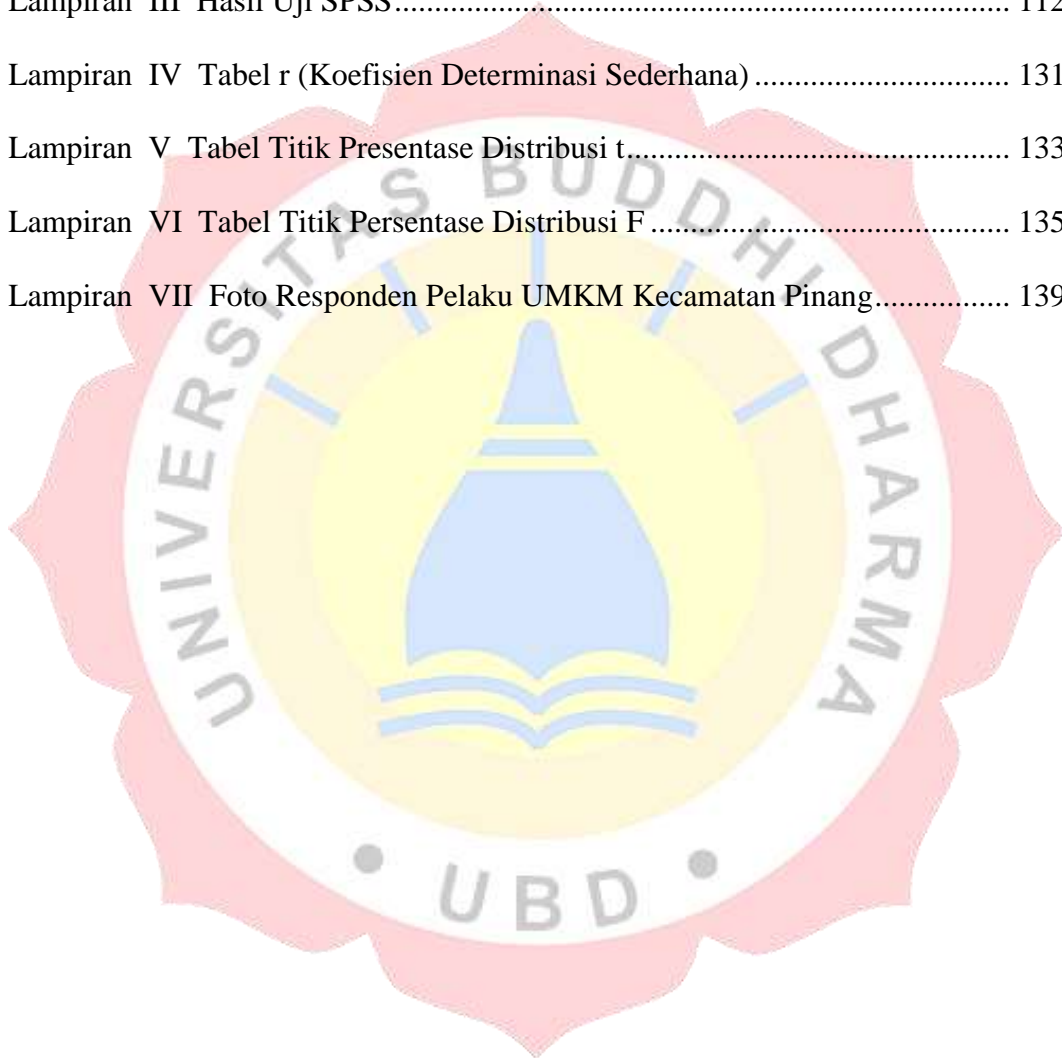 Lampiran III Hasil Uji SPSS.............................................................................. 112
Lampiran IV Tabel r (Koefisien Determinasi Sederhana)................................ 131
Lampiran V Tabel Titik Presentase Distribusi t................................................ 133
Lampiran VI Tabel Titik Persentase Distribusi F............................................. 135
Lampiran VII Foto Responden Pelaku UMKM Kecamatan Pinang................. 139
UNIVERSITAS BUDDHI DHARMA
• UBD •